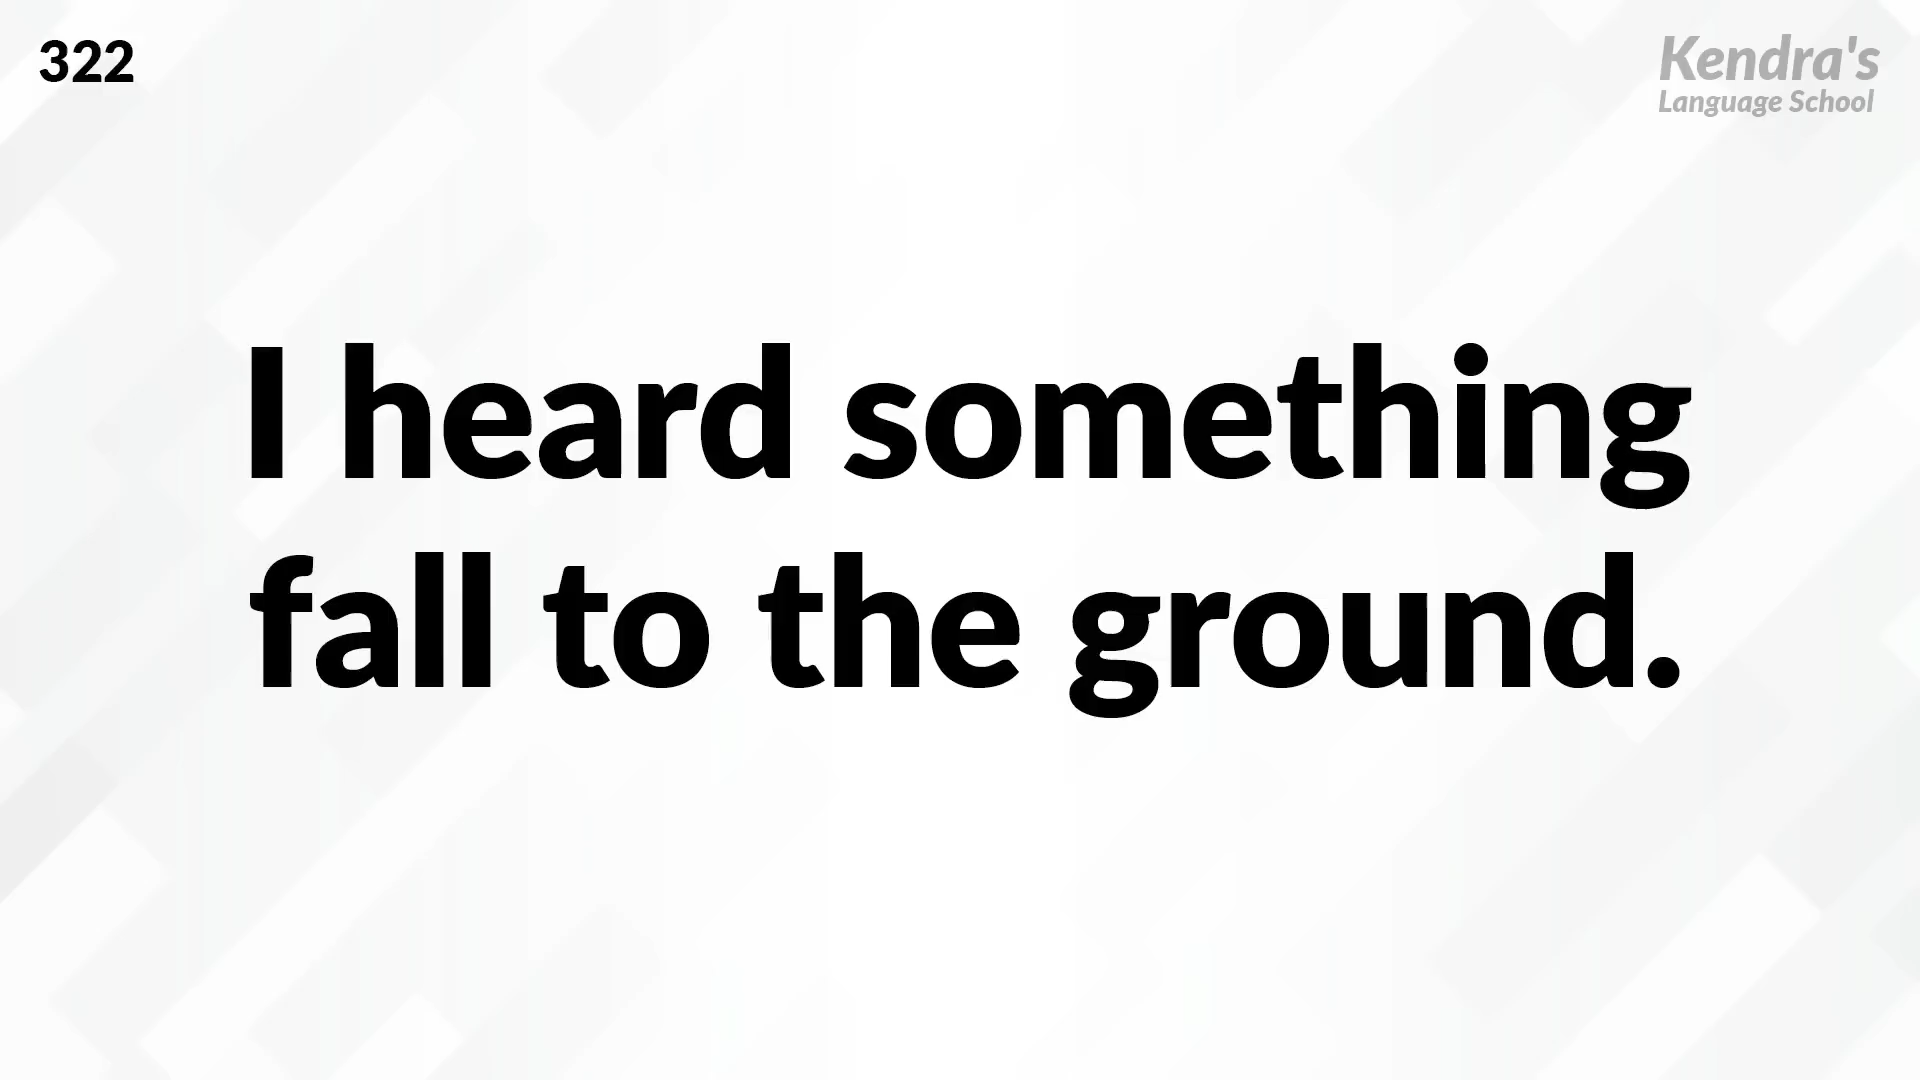 322
Kendra's
Language School
I heard something
fall to the ground.